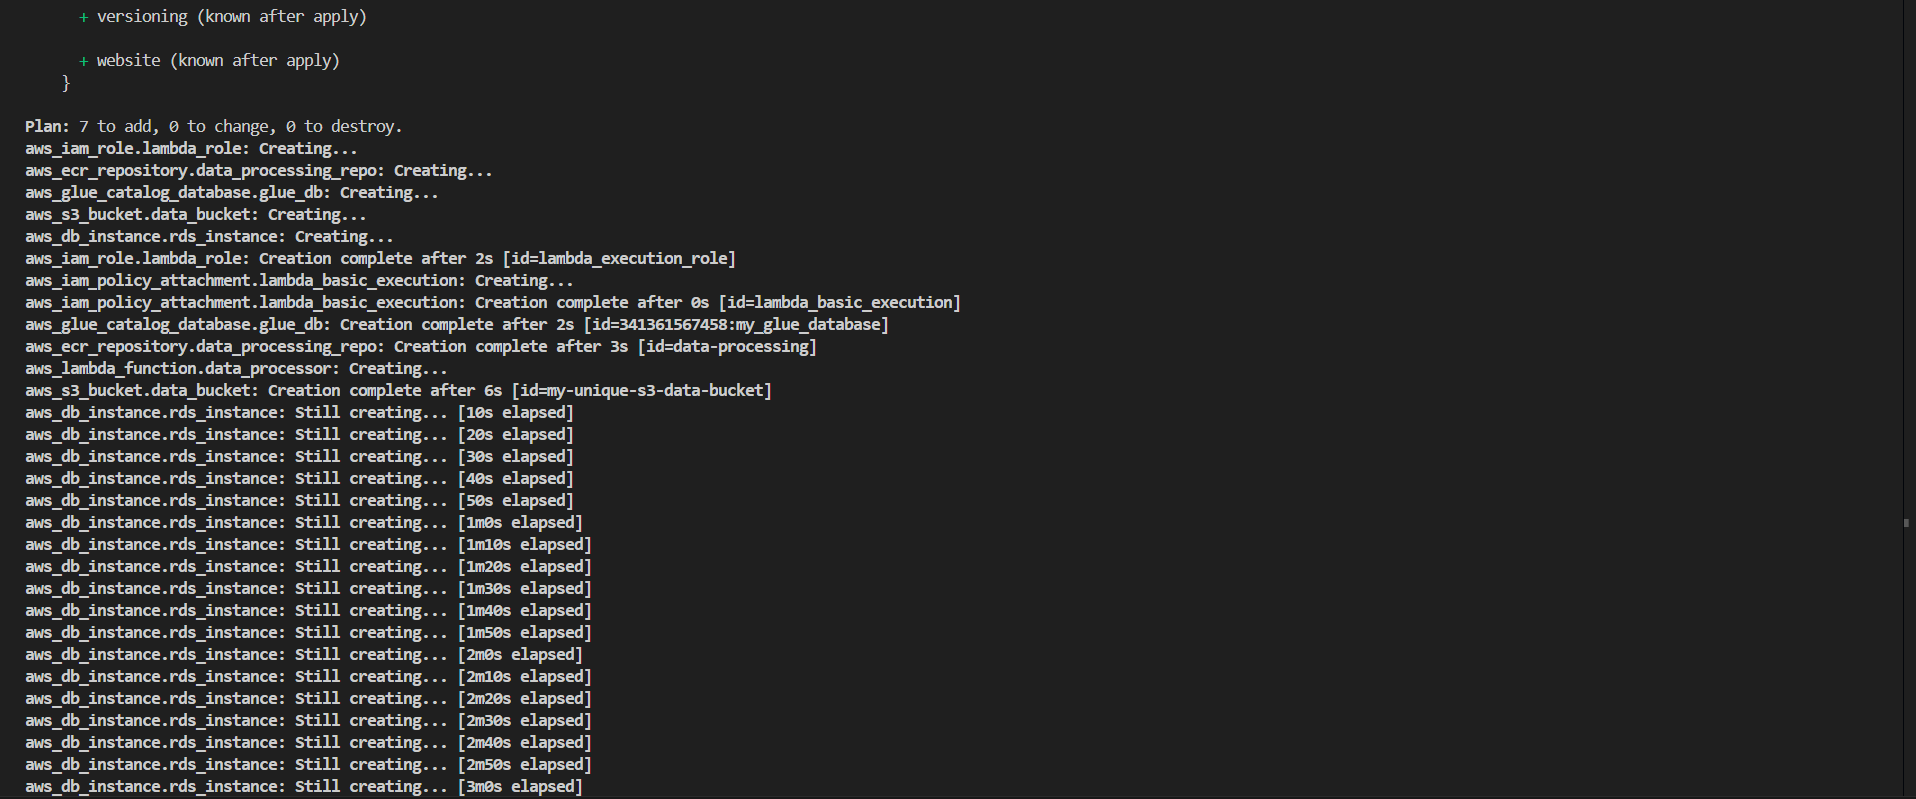 + versioning (known after apply)
+ website (known after apply)
}
Plan: 7 to add, 0 to change, 0 to destroy.
aws_iam_role.lambda_role: Creating...
aws_ecr_repository.data_processing_repo: Creating...
aws_glue_catalog_database.glue_db: Creating...
aws_s3_bucket.data_bucket: Creating...
aws_db_instance.rds_instance: Creating...
aws_iam_role.lambda_role: Creation complete after 2s [id=lambda_execution_role]
aws_iam_policy_attachment.lambda_basic_execution: Creating...
aws_iam_policy_attachment.lambda_basic_execution: Creation complete after 0s [id=lambda_basic_execution]
aws_glue_catalog_database.glue_db: Creation complete after 2s [id=341361567458:my_glue_database]
aws_ecr_repository.data_processing_repo: Creation complete after 3s [id=data-processing]
aws_lambda_function.data_processor: Creating...
aws_s3_bucket.data_bucket: Creation complete after 6s [id=my-unique-s3-data-bucket]
aws_db_instance.rds_instance: Still creating... [10s elapsed]
aws_db_instance.rds_instance: Still creating... [20s elapsed]
aws_db_instance.rds_instance: Still creating... [30s elapsed]
aws_db_instance.rds_instance: Still creating... [40s elapsed]
aws_db_instance.rds_instance: Still creating... [50s elapsed]
aws_db_instance.rds_instance: Still creating... [1m0s elapsed]
aws_db_instance.rds_instance: Still creating... [1m10s elapsed]
aws_db_instance.rds_instance: Still creating... [1m20s elapsed]
aws_db_instance.rds_instance: Still creating... [1m30s elapsed]
aws_db_instance.rds_instance: Still creating... [1m40s elapsed]
aws_db_instance.rds_instance: Still creating... [1m50s elapsed]
aws_db_instance.rds_instance: Still creating... [2m0s elapsed]
aws_db_instance.rds_instance: Still creating... [2m10s elapsed]
aws_db_instance.rds_instance: Still creating... [2m20s elapsed]
aws_db_instance.rds_instance: Still creating... [2m30s elapsed]
aws_db_instance.rds_instance: Still creating... [2m40s elapsed]
aws_db_instance.rds_instance: Still creating... [2m50s elapsed]
aws_db_instance.rds_instance: Still creating... [3m0s elapsed]